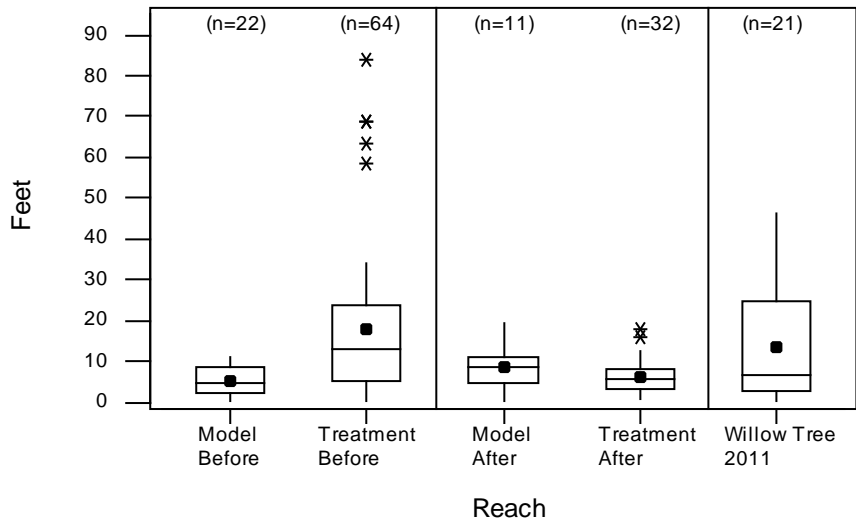 (n=22) (n=64) (n=11) (n=32) (n=21)
90
80
70
60
50
40
30
20
10
0
Feet
Model Before
Treatment Before
Model After
Treatment After
Willow Tree 2011
Reach